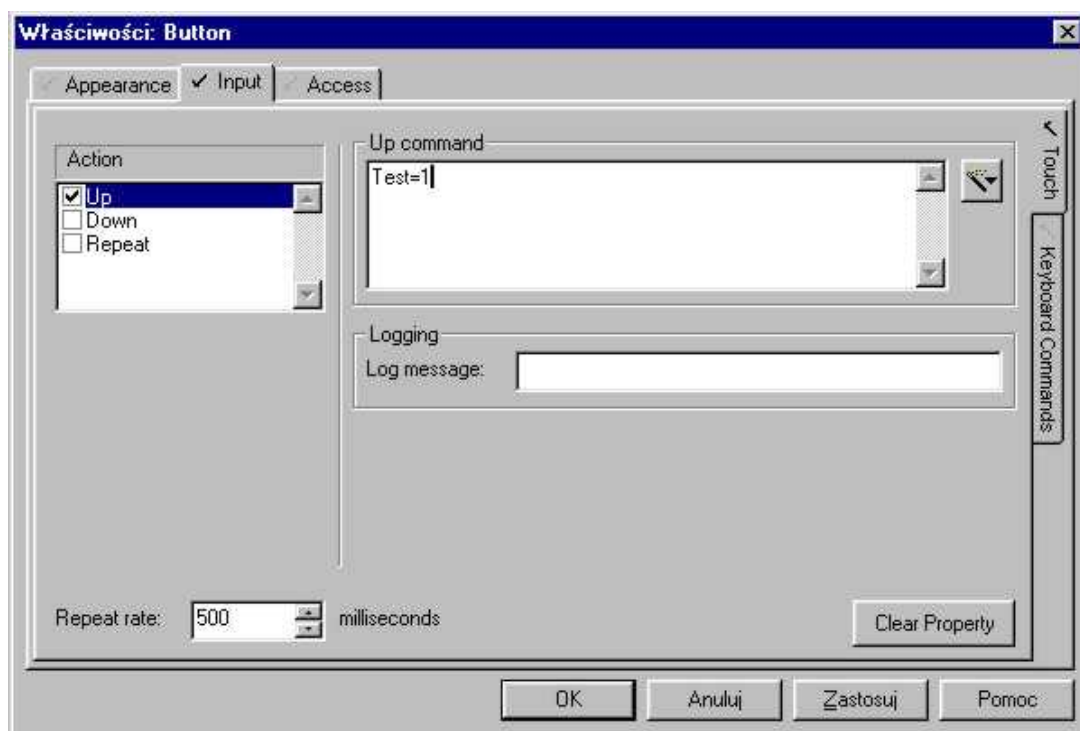 Właściwości: Button
Appearance
Input
Access
Action
Up
Down
Repeat
Up command
Test=1
Logging
Log message:
Touch
Keyboard Commands
Repeat rate: 500 milliseconds
Clear Property
OK Anuluj Zastosuj Pomoc